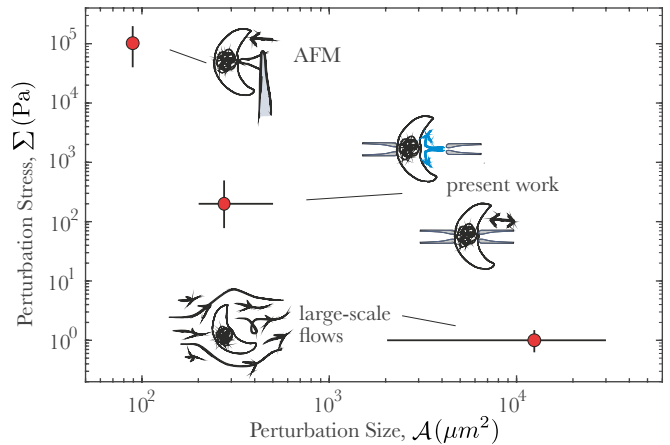 10^5
10^4
10^3
10^2
10^1
10^0
Perturbation Stress, Σ (Pa)
AFM
present work
large-scale
flows
10^2
10^3
10^4
Perturbation Size, 𝒜(μm^2)